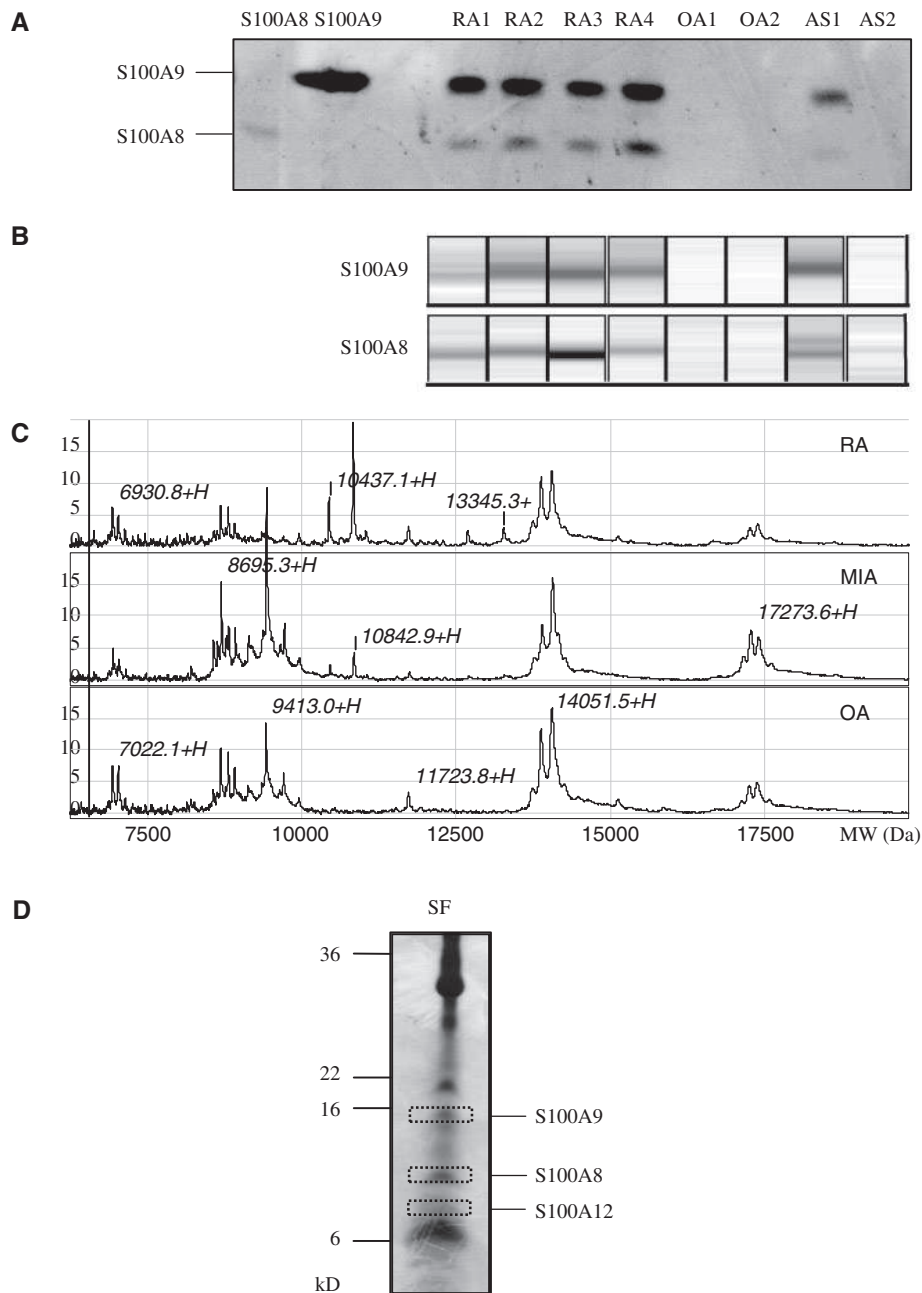 A
S100A8 S100A9 RA1 RA2 RA3 RA4 OA1 OA2 AS1 AS2
S100A9
S100A8
B
S100A9
S100A8
C
15
10
5
0
6930.8+H
10437.1+H
13345.3+
RA
15
10
5
0
8695.3+H
10842.9+H
17273.6+H
MIA
15
10
5
0
7022.1+H
9413.0+H
11723.8+H
14051.5+H
OA
7500 10000 12500 15000 17500 MW (Da)
D
SF
36
22
16
6
kD
S100A9
S100A8
S100A12